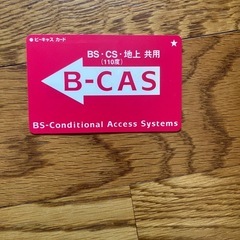 ビーキャス カード
BS・CS・地上 共用
(110度)
B-CAS
BS-Conditional Access Systems